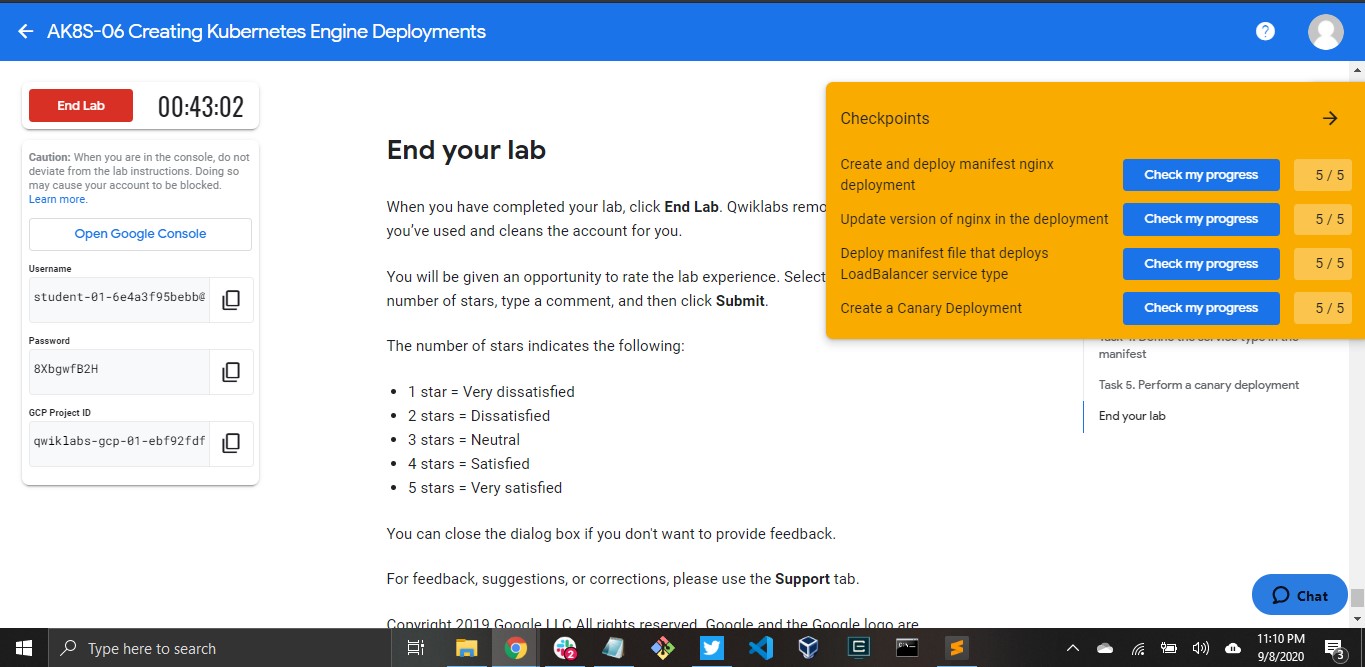 AK8S-06 Creating Kubernetes Engine Deployments
End Lab
00:43:02
Caution: When you are in the console, do not
deviate from the lab instructions. Doing so
may cause your account to be blocked.
Learn more.
Open Google Console
Username
student-01-6e4a3f95bebb@
Password
8XbgwfB2H
GCP Project ID
qwiklabs-gcp-01-ebf92fdf
End your lab
When you have completed your lab, click End Lab. Qwiklabs remo
you've used and cleans the account for you.
You will be given an opportunity to rate the lab experience. Select
number of stars, type a comment, and then click Submit.
The number of stars indicates the following:
• 1 star = Very dissatisfied
• 2 stars = Dissatisfied
• 3 stars = Neutral
• 4 stars = Satisfied
• 5 stars = Very satisfied
You can close the dialog box if you don't want to provide feedback.
For feedback, suggestions, or corrections, please use the Support tab.
Copyright 2019 Google LLC All rights reserved. Google and the Google logo are
Checkpoints
Create and deploy manifest nginx
deployment
Check my progress
5 / 5
Update version of nginx in the deployment
Check my progress
5 / 5
Deploy manifest file that deploys
LoadBalancer service type
Check my progress
5 / 5
Create a Canary Deployment
Check my progress
5 / 5
Task 4. Define the service type in the
manifest
Task 5. Perform a canary deployment
End your lab
Chat
Type here to search
2
11:10 PM
9/8/2020
3